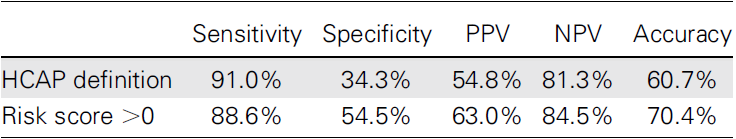 Sensitivity Specificity PPV NPV Accuracy
HCAP definition 91.0% 34.3% 54.8% 81.3% 60.7%
Risk score >0 88.6% 54.5% 63.0% 84.5% 70.4%